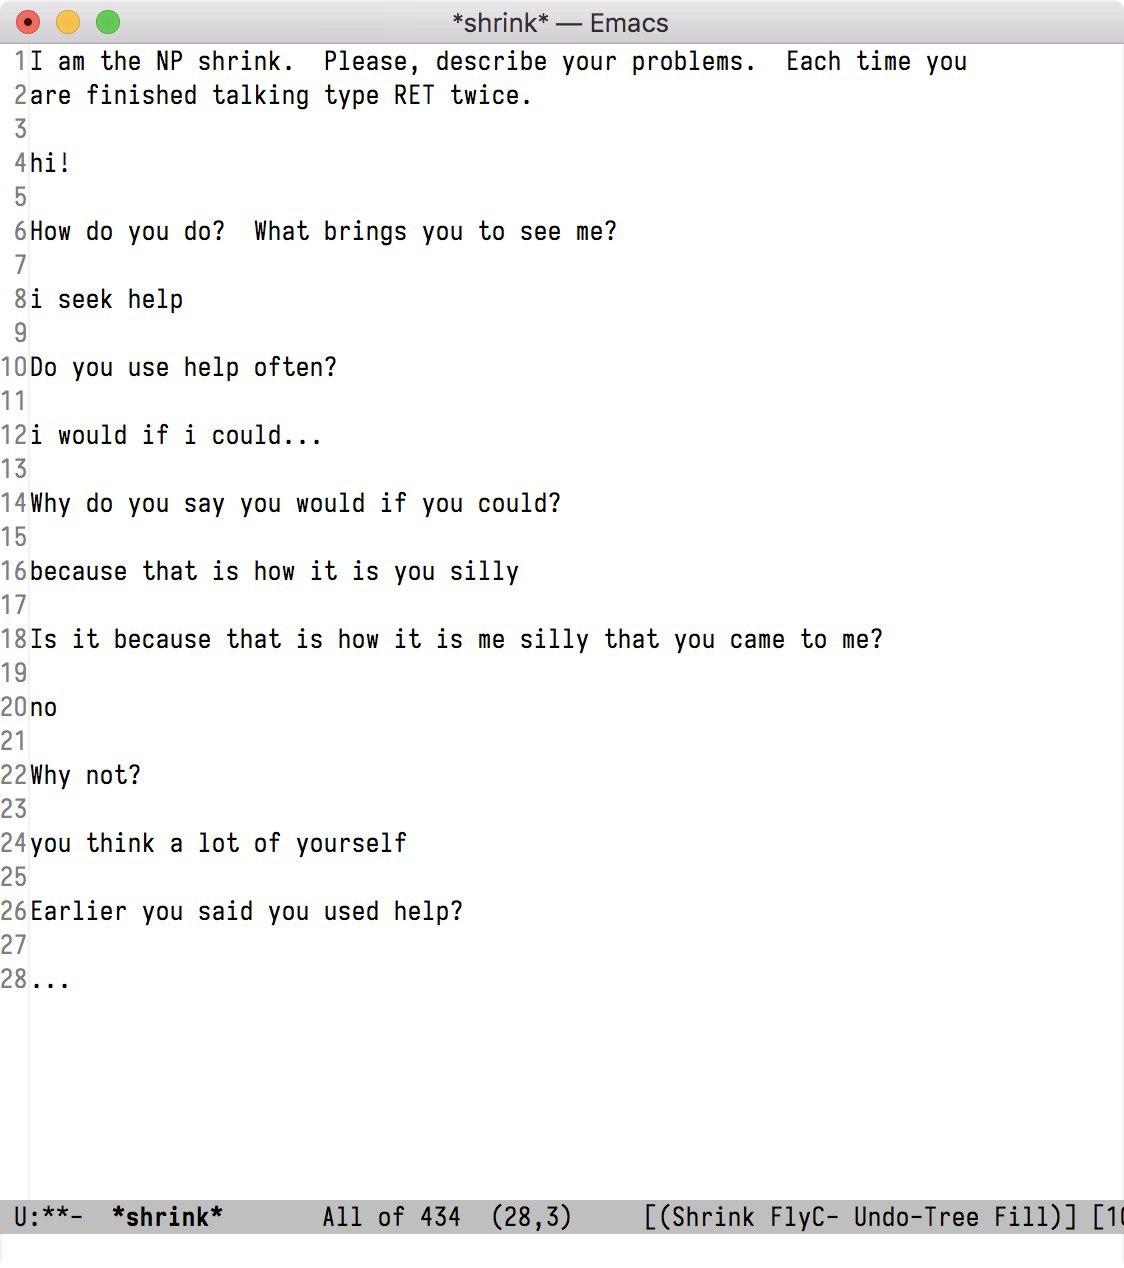 *shrink* — Emacs
1 I am the NP shrink.  Please, describe your problems.  Each time you
2 are finished talking type RET twice.
3
4 hi!
5
6 How do you do?  What brings you to see me?
7
8 i seek help
9
10 Do you use help often?
11
12 i would if i could...
13
14 Why do you say you would if you could?
15
16 because that is how it is you silly
17
18 Is it because that is how it is me silly that you came to me?
19
20 no
21
22 Why not?
23
24 you think a lot of yourself
25
26 Earlier you said you used help?
27
28 ...
U:**-  *shrink*       All of 434  (28,3)     [(Shrink FlyC- Undo-Tree Fill)]